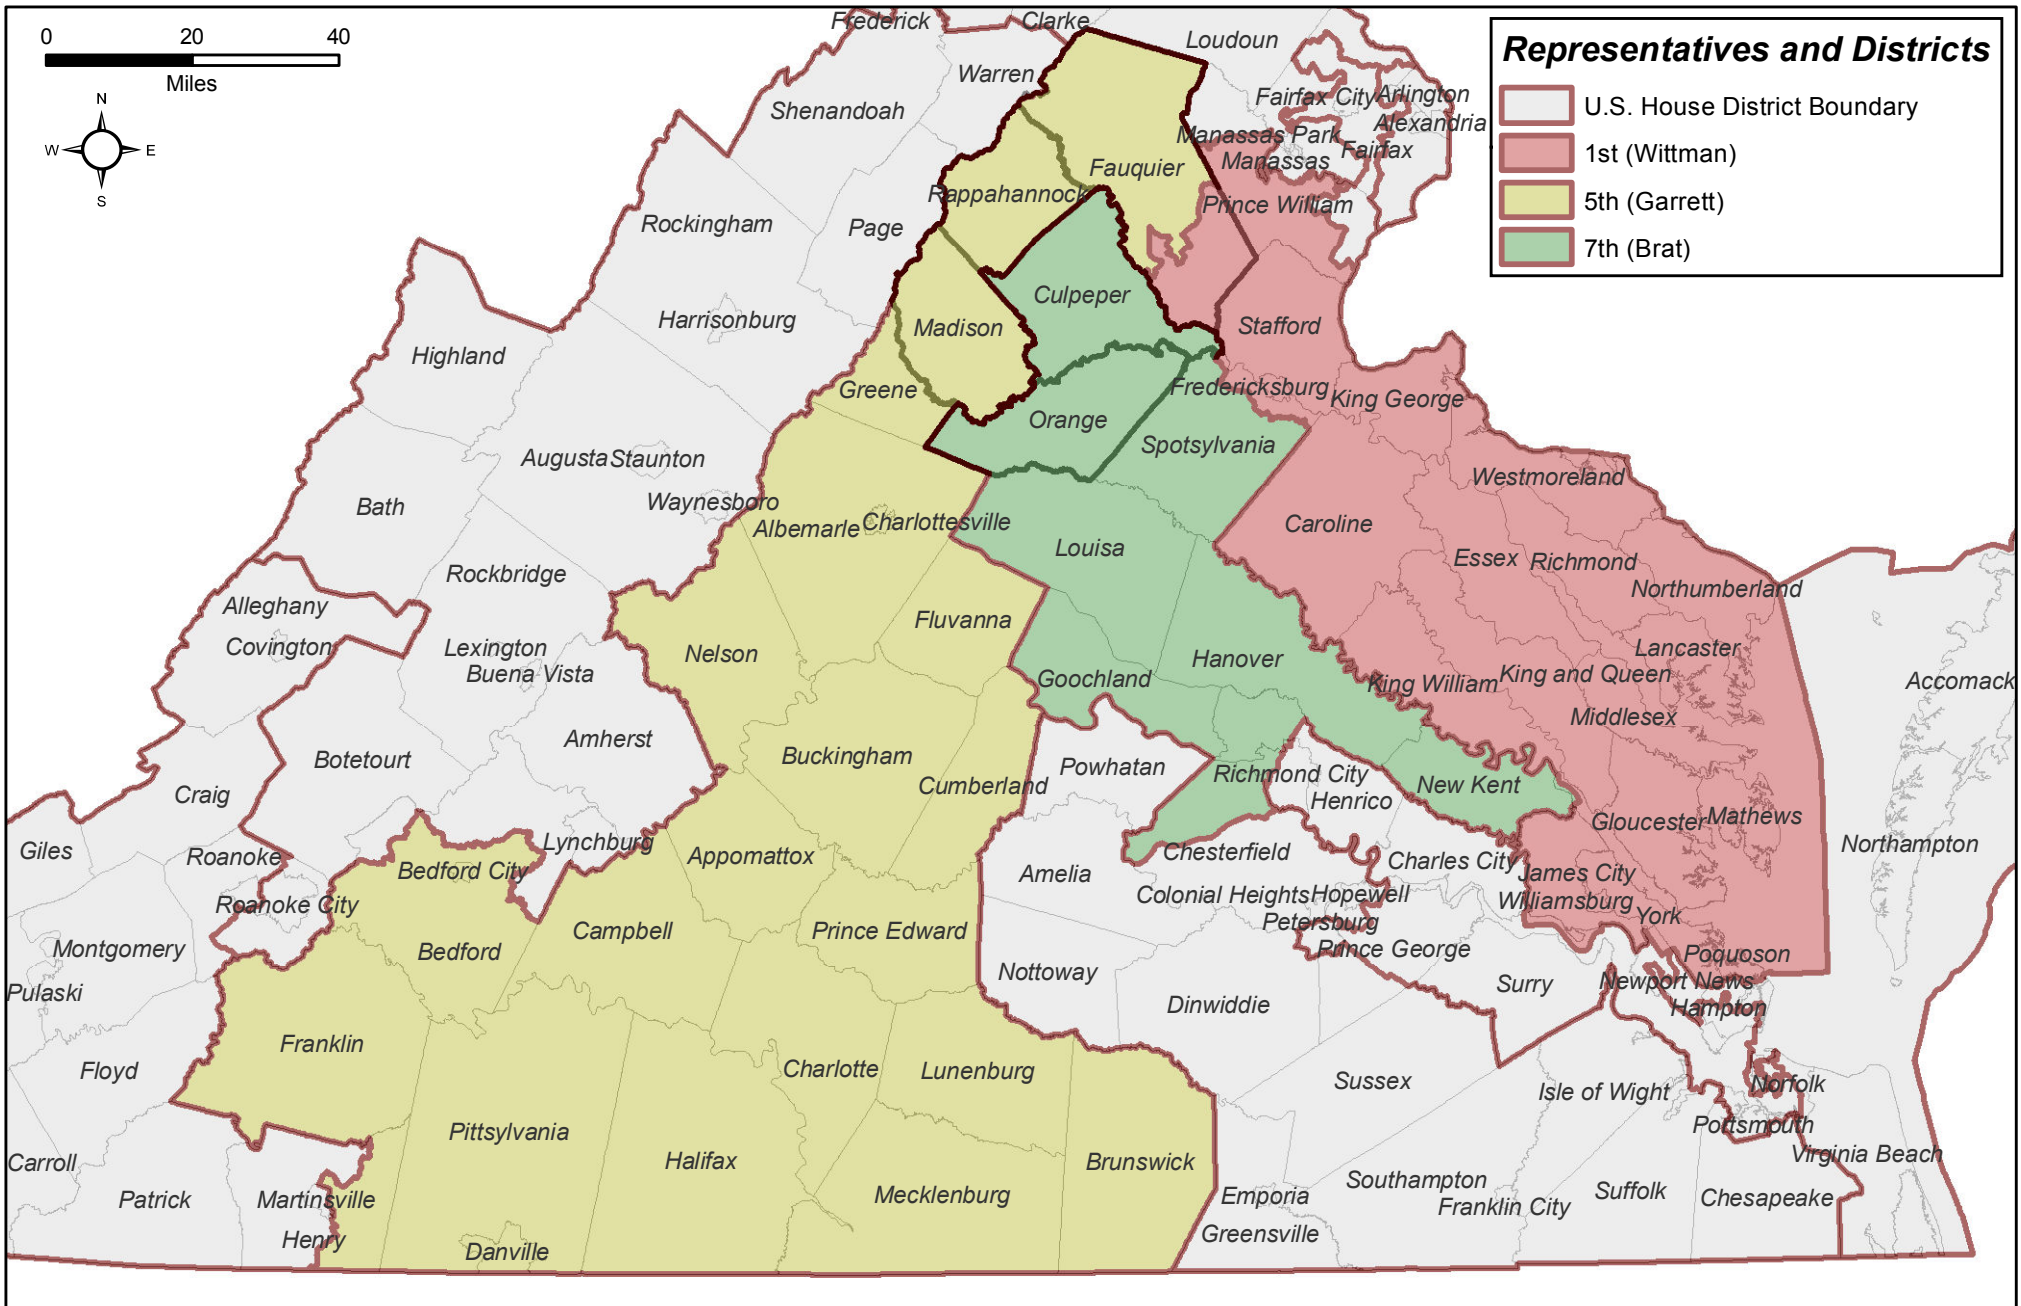 0 20 40
Miles
N
W E
S
Representatives and Districts
U.S. House District Boundary
1st (Wittman)
5th (Garrett)
7th (Brat)
Frederick
Clarke
Loudoun
Warren
Shenandoah
Fairfax City
Arlington
Alexandria
Manassas Park
Fairfax
Manassas
Fauquier
Rappahannock
Prince William
Rockingham
Page
Culpeper
Harrisonburg
Madison
Stafford
Highland
Greene
Fredericksburg
King George
Orange
Spotsylvania
Augusta
Staunton
Westmoreland
Waynesboro
Bath
Albemarle
Charlottesville
Caroline
Louisa
Essex
Richmond
Rockbridge
Northumberland
Alleghany
Fluvanna
Covington
Lexington
Nelson
Hanover
Lancaster
Buena Vista
Goochland
King William
King and Queen
Accomack
Middlesex
Amherst
Botetourt
Buckingham
Powhatan
Richmond City
Cumberland
New Kent
Craig
Henrico
Gloucester
Mathews
Giles
Roanoke
Lynchburg
Appomattox
Chesterfield
Northampton
Bedford City
Amelia
Charles City
James City
Roanoke City
Colonial Heights
Hopewell
Williamsburg
York
Petersburg
Campbell
Prince Edward
Montgomery
Bedford
Prince George
Poquoson
Pulaski
Nottoway
Surry
Newport News
Dinwiddie
Hampton
Franklin
Floyd
Charlotte
Lunenburg
Sussex
Isle of Wight
Norfolk
Pittsylvania
Portsmouth
Carroll
Halifax
Brunswick
Virginia Beach
Patrick
Martinsville
Mecklenburg
Emporia
Southampton
Suffolk
Chesapeake
Franklin City
Henry
Danville
Greensville